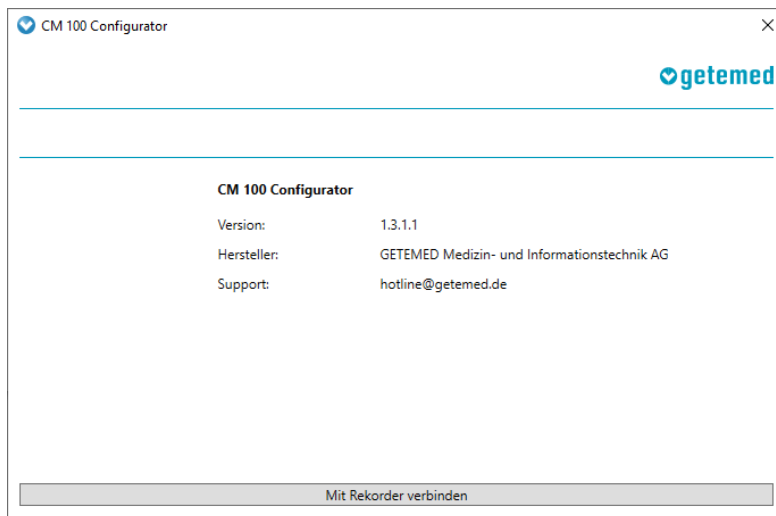 CM 100 Configurator
getemed
CM 100 Configurator
Version: 1.3.1.1
Hersteller: GETEMED Medizin- und Informationstechnik AG
Support: hotline@getemed.de
Mit Rekorder verbinden